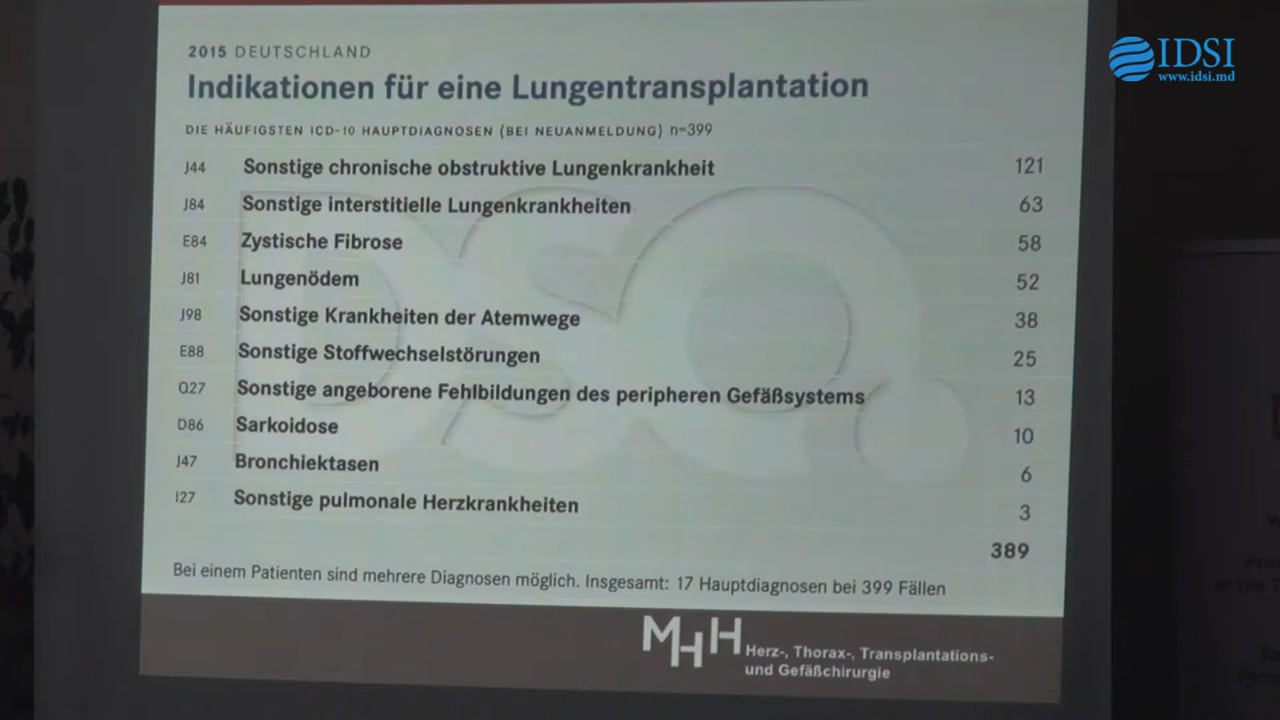 IDSI
www.idsi.md
2015 DEUTSCHLAND
Indikationen für eine Lungentransplantation
DIE HÄUFIGSTEN ICD-10 HAUPTDIAGNOSEN (BEI NEUANMELDUNG) n=399
J44 Sonstige chronische obstruktive Lungenkrankheit 121
J84 Sonstige interstitielle Lungenkrankheiten 63
E84 Zystische Fibrose 58
J81 Lungenödem 52
J98 Sonstige Krankheiten der Atemwege 38
E88 Sonstige Stoffwechselstörungen 25
Q27 Sonstige angeborene Fehlbildungen des peripheren Gefäßsystems 13
D86 Sarkoidose 10
J47 Bronchiektasen 6
I27 Sonstige pulmonale Herzkrankheiten 3
389
Bei einem Patienten sind mehrere Diagnosen möglich. Insgesamt: 17 Hauptdiagnosen bei 399 Fällen
MHH Herz-, Thorax-, Transplantations-
und Gefäßchirurgie